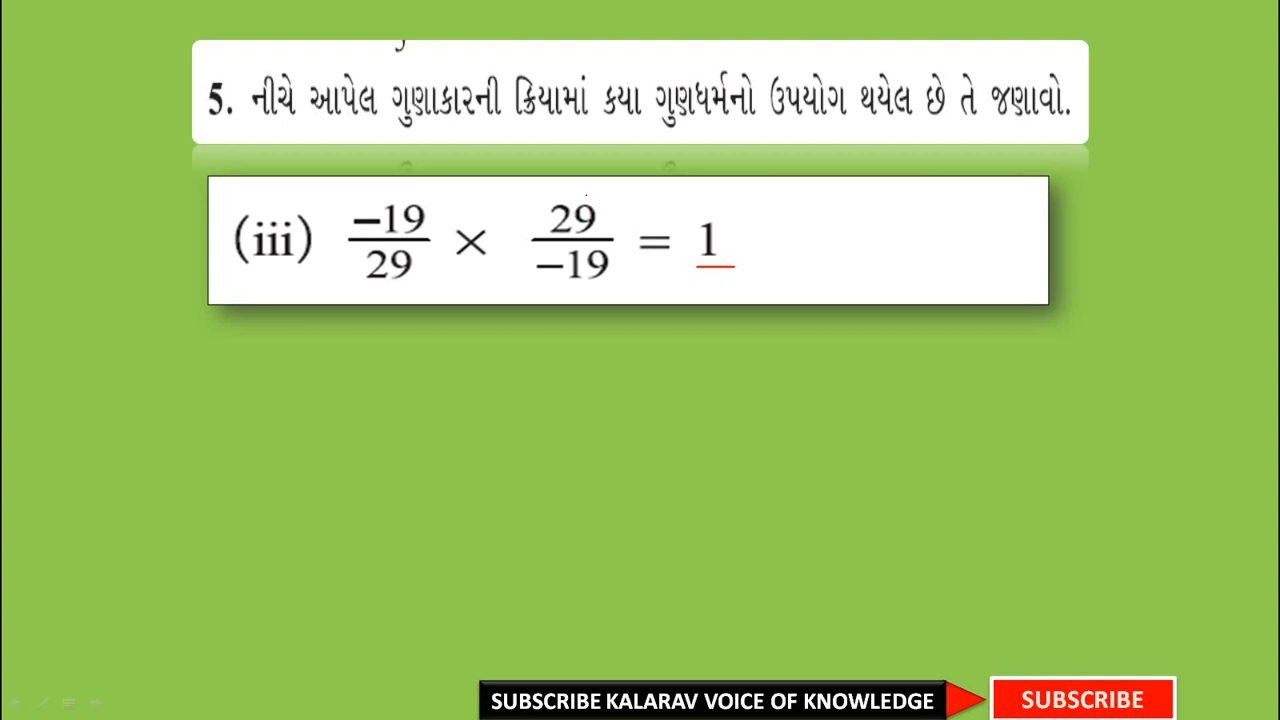 5. નીચે આપેલ ગુણાકારની ક્રિયામાં કયા ગુણધર્મનો ઉપયોગ થયેલ છે તે જણાવો.
(iii) −19/29 × 29/−19 = 1
SUBSCRIBE KALARAV VOICE OF KNOWLEDGE SUBSCRIBE